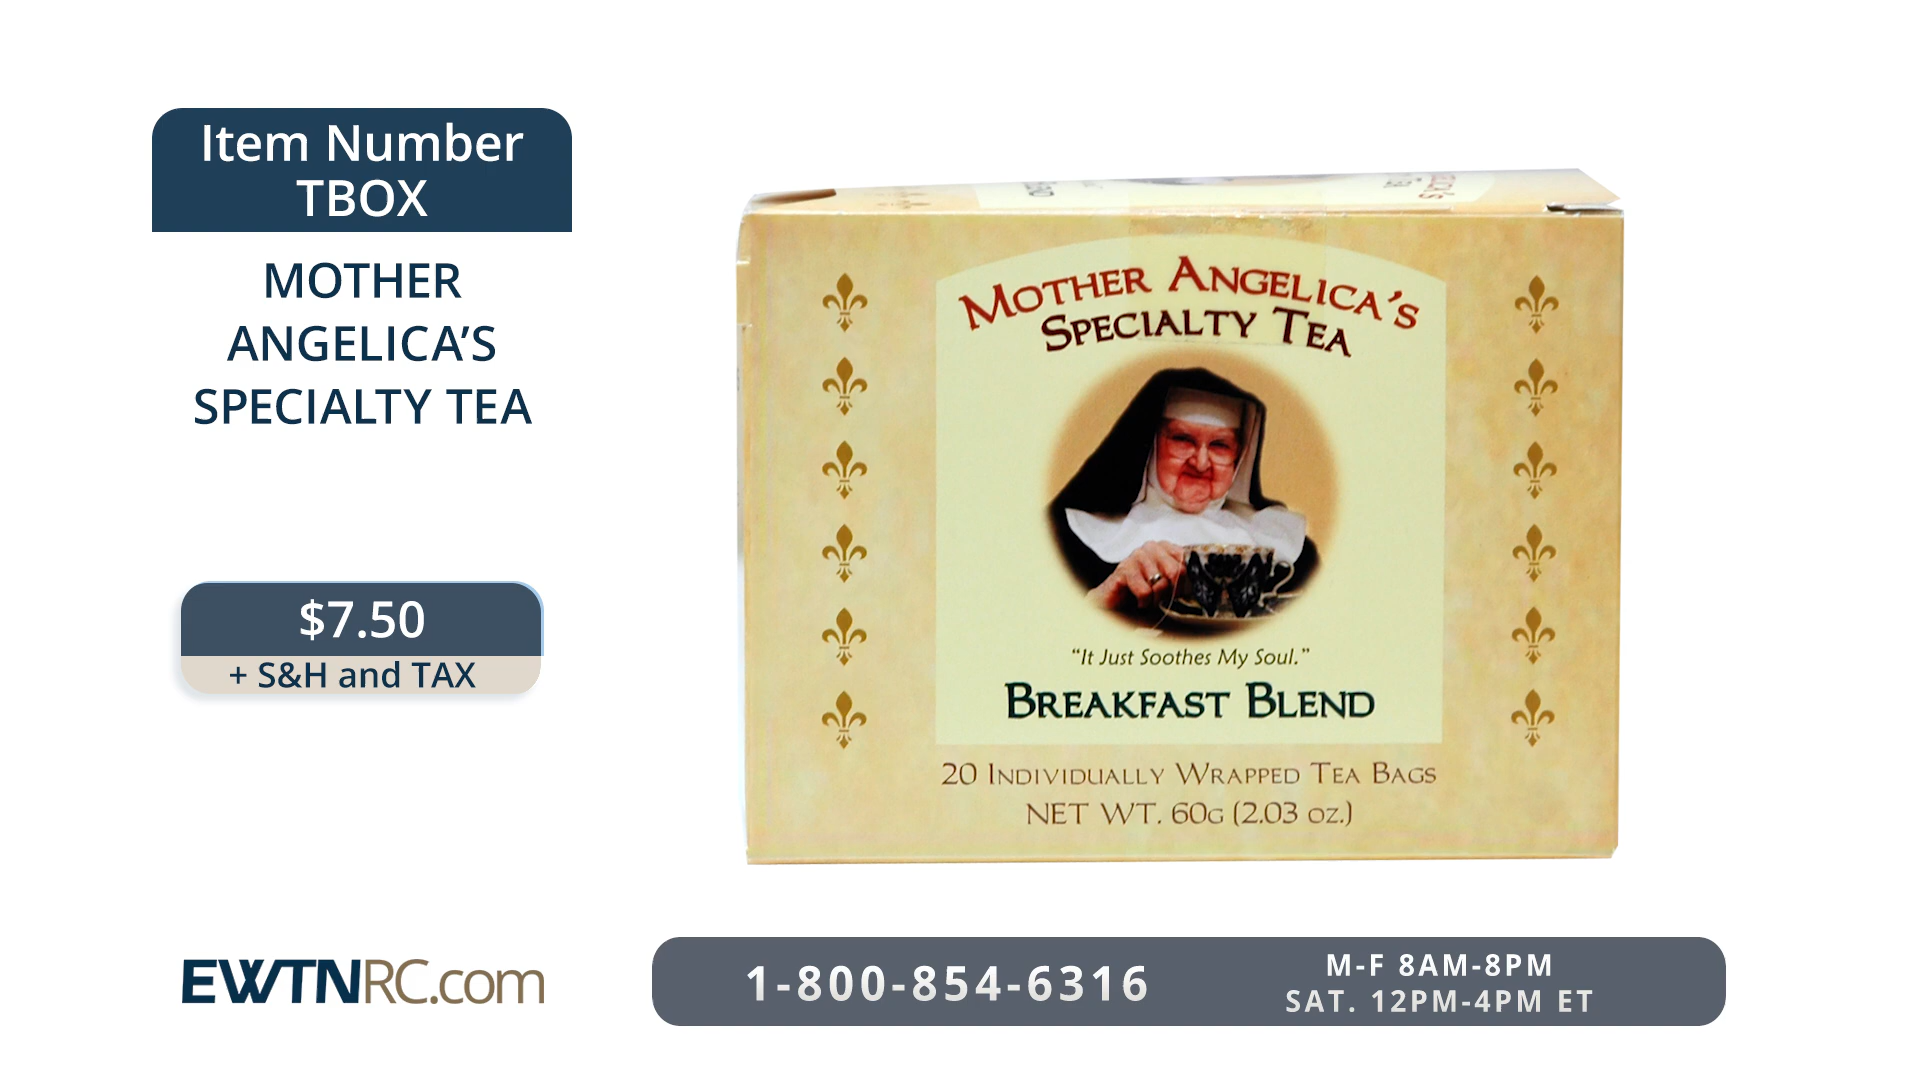 Item Number
TBOX
MOTHER
ANGELICA’S
SPECIALTY TEA
$7.50
+ S&H and TAX
MOTHER ANGELICA’S
SPECIALTY TEA
“It Just Soothes My Soul.”
BREAKFAST BLEND
20 INDIVIDUALLY WRAPPED TEA BAGS
NET WT. 60G (2.03 OZ.)
EWTNRC.com
1-800-854-6316
M-F 8AM-8PM
SAT. 12PM-4PM ET